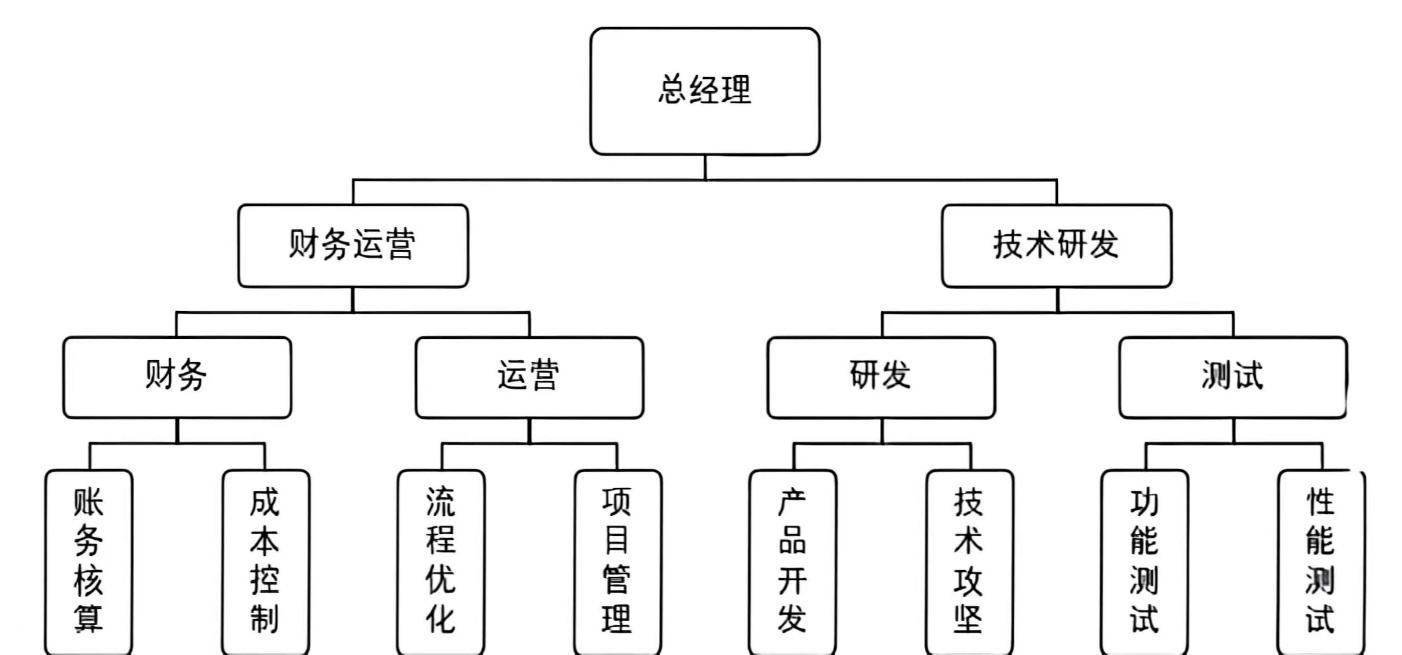 总经理
财务运营
技术研发
财务
运营
研发
测试
账务核算
成本控制
流程优化
项目管理
产品开发
技术攻坚
功能测试
性能测试